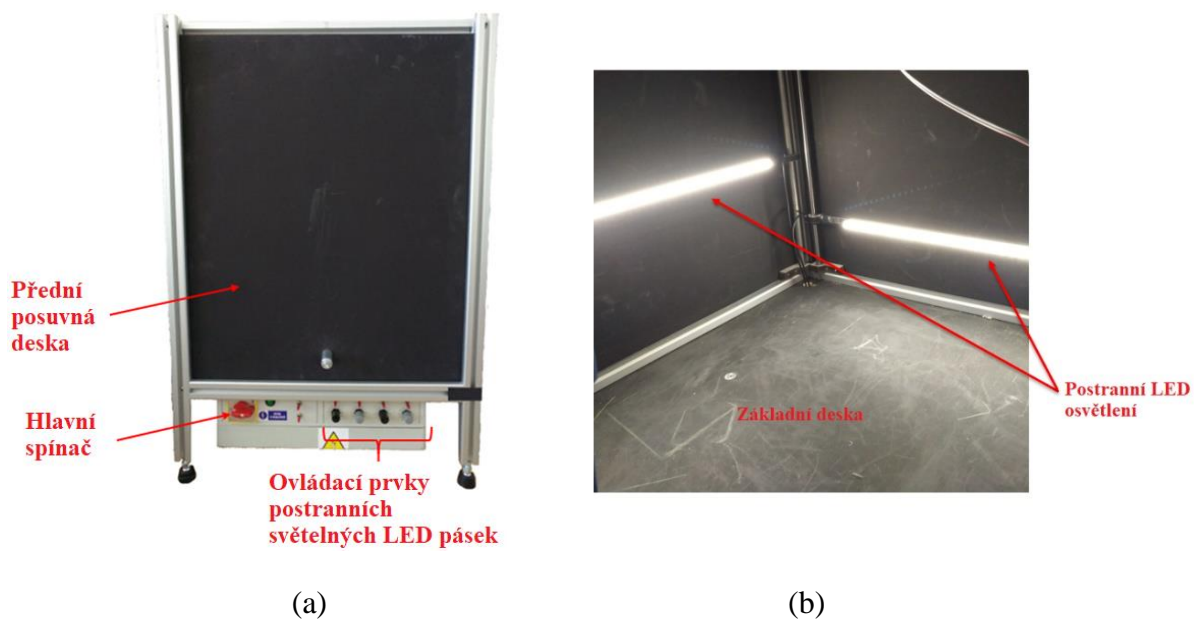 Přední
posuvná
deska
Hlavní
spínač
Ovládací prvky
postranních
světelných LED pásek
(a)
Základní deska
Postranní LED
osvětlení
(b)